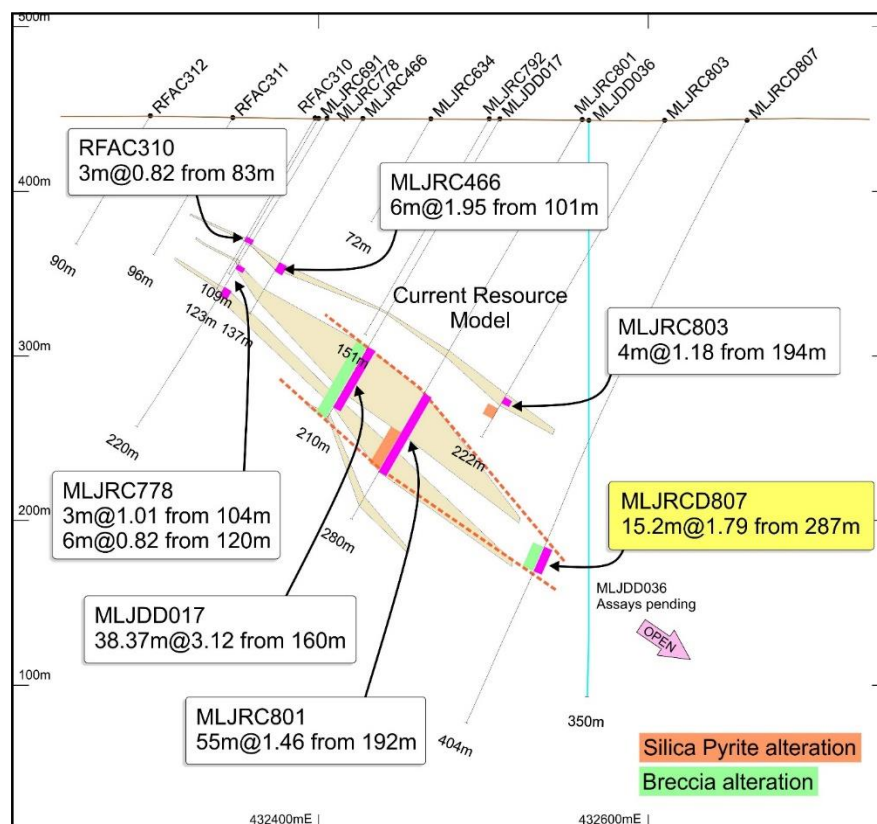 500m
RFAC312
RFAC311
RFAC310
MLJRC691
MLJRC778
MLJRC466
MLJRC634
MLJRC792
MLJDD017
MLJRC801
MLJDD036
MLJRC803
MLJRCD807
400m
RFAC310
3m@0.82 from 83m
MLJRC466
6m@1.95 from 101m
90m
96m
72m
109m
123m
137m
Current Resource
Model
300m
151m
MLJRC803
4m@1.18 from 194m
220m
210m
222m
MLJRC778
3m@1.01 from 104m
6m@0.82 from 120m
200m
280m
MLJRCD807
15.2m@1.79 from 287m
MLJDD036
Assays pending
OPEN
MLJDD017
38.37m@3.12 from 160m
100m
MLJRC801
55m@1.46 from 192m
404m
350m
Silica Pyrite alteration
Breccia alteration
432400mE
432600mE